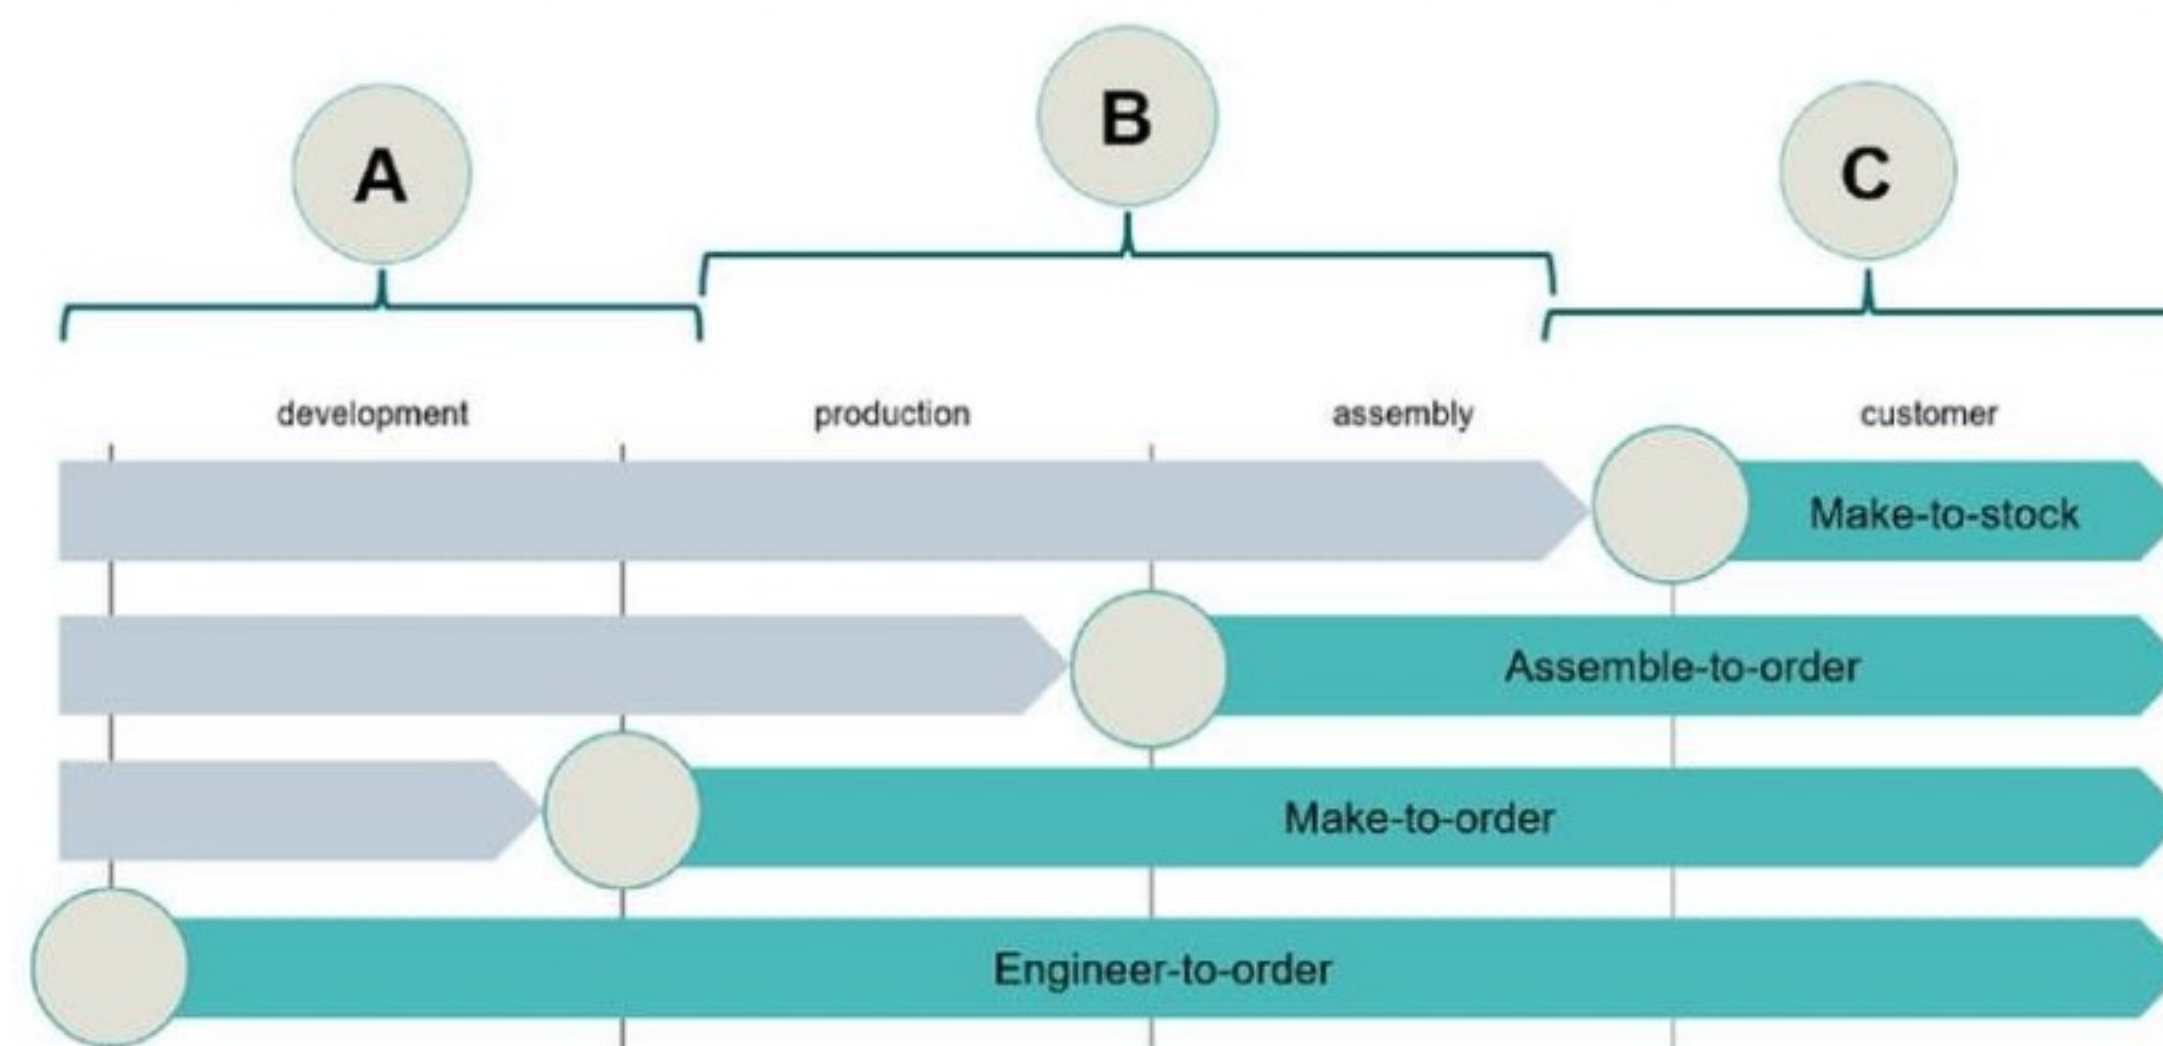 A
B
C
development production assembly customer
Make-to-stock
Assemble-to-order
Make-to-order
Engineer-to-order